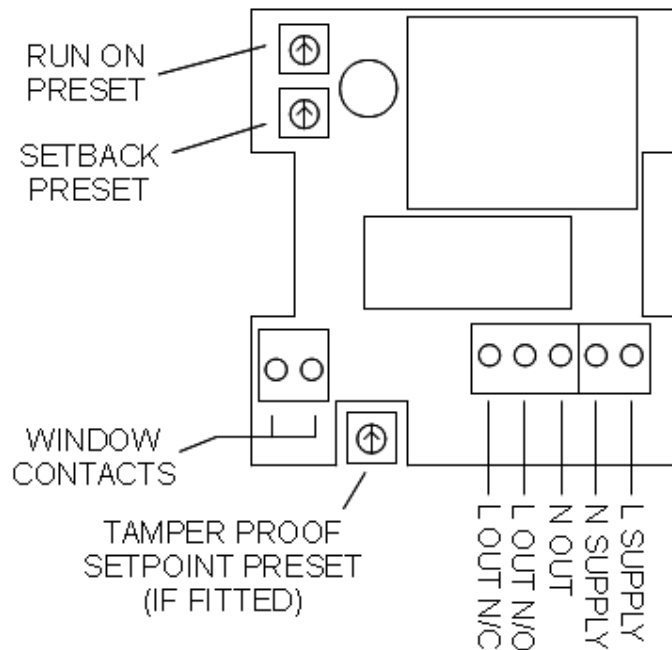 RUN ON
PRESET
SETBACK
PRESET
WINDOW
CONTACTS
TAMPER PROOF
SETPOINT PRESET
(IF FITTED)
L OUT N/C
L OUT N/O
N OUT
N SUPPLY
L SUPPLY